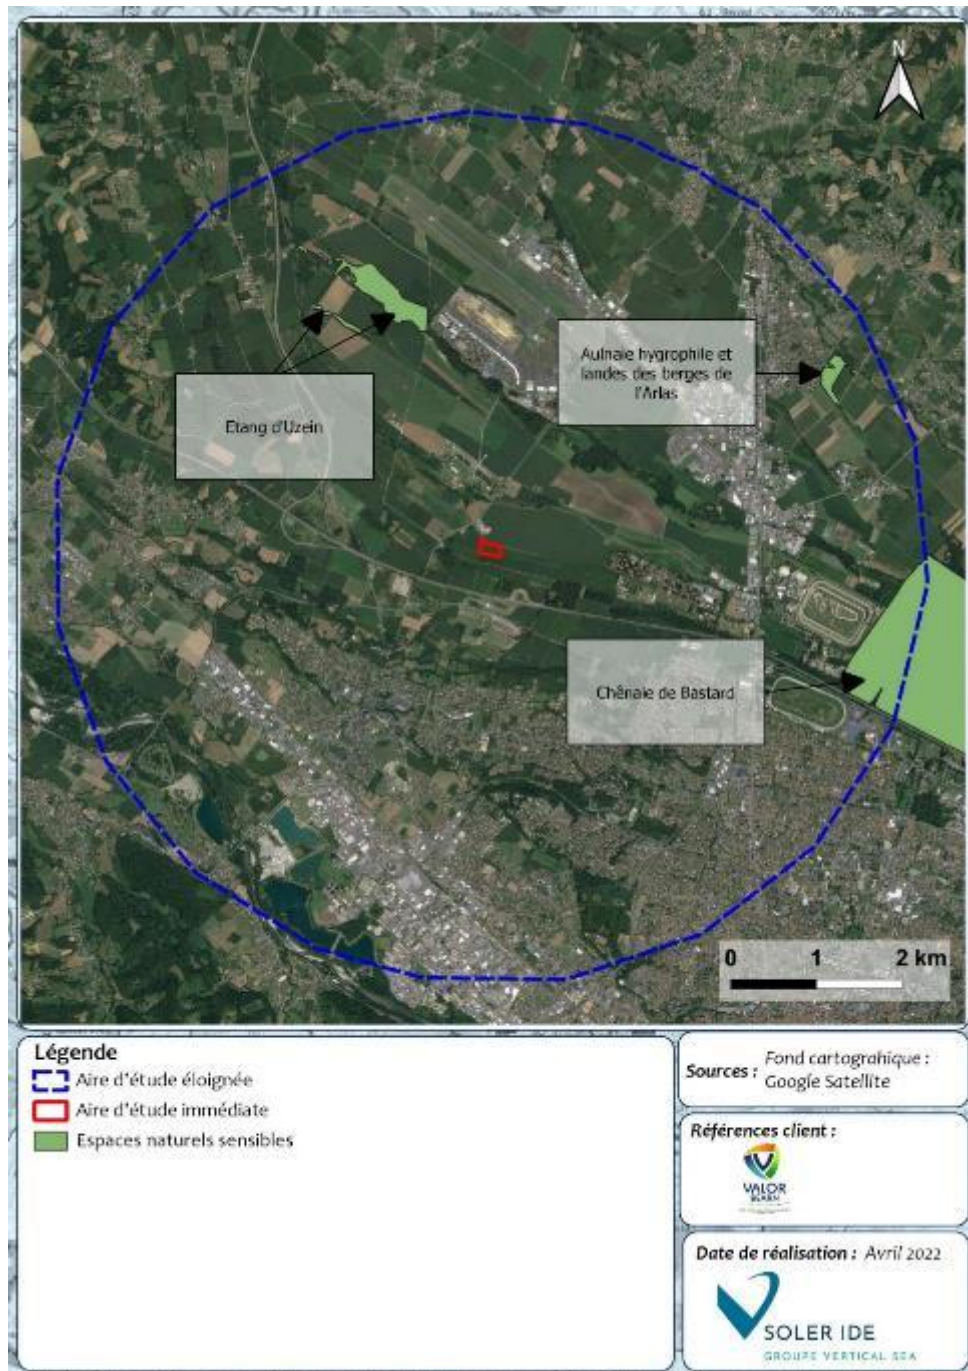 N
Aulnaie hygrophile et
landes des berges de
l'Arlas
Etang d'Uzein
Chênaie de Bastard
0 1 2 km
Légende
Aire d'étude éloignée
Aire d'étude immédiate
Espaces naturels sensibles
Sources : Fond cartograhique :
Google Satellite
Références client :
VALOR
BÉARN
Date de réalisation : Avril 2022
SOLER IDE
GROUPE VERTICAL SEA